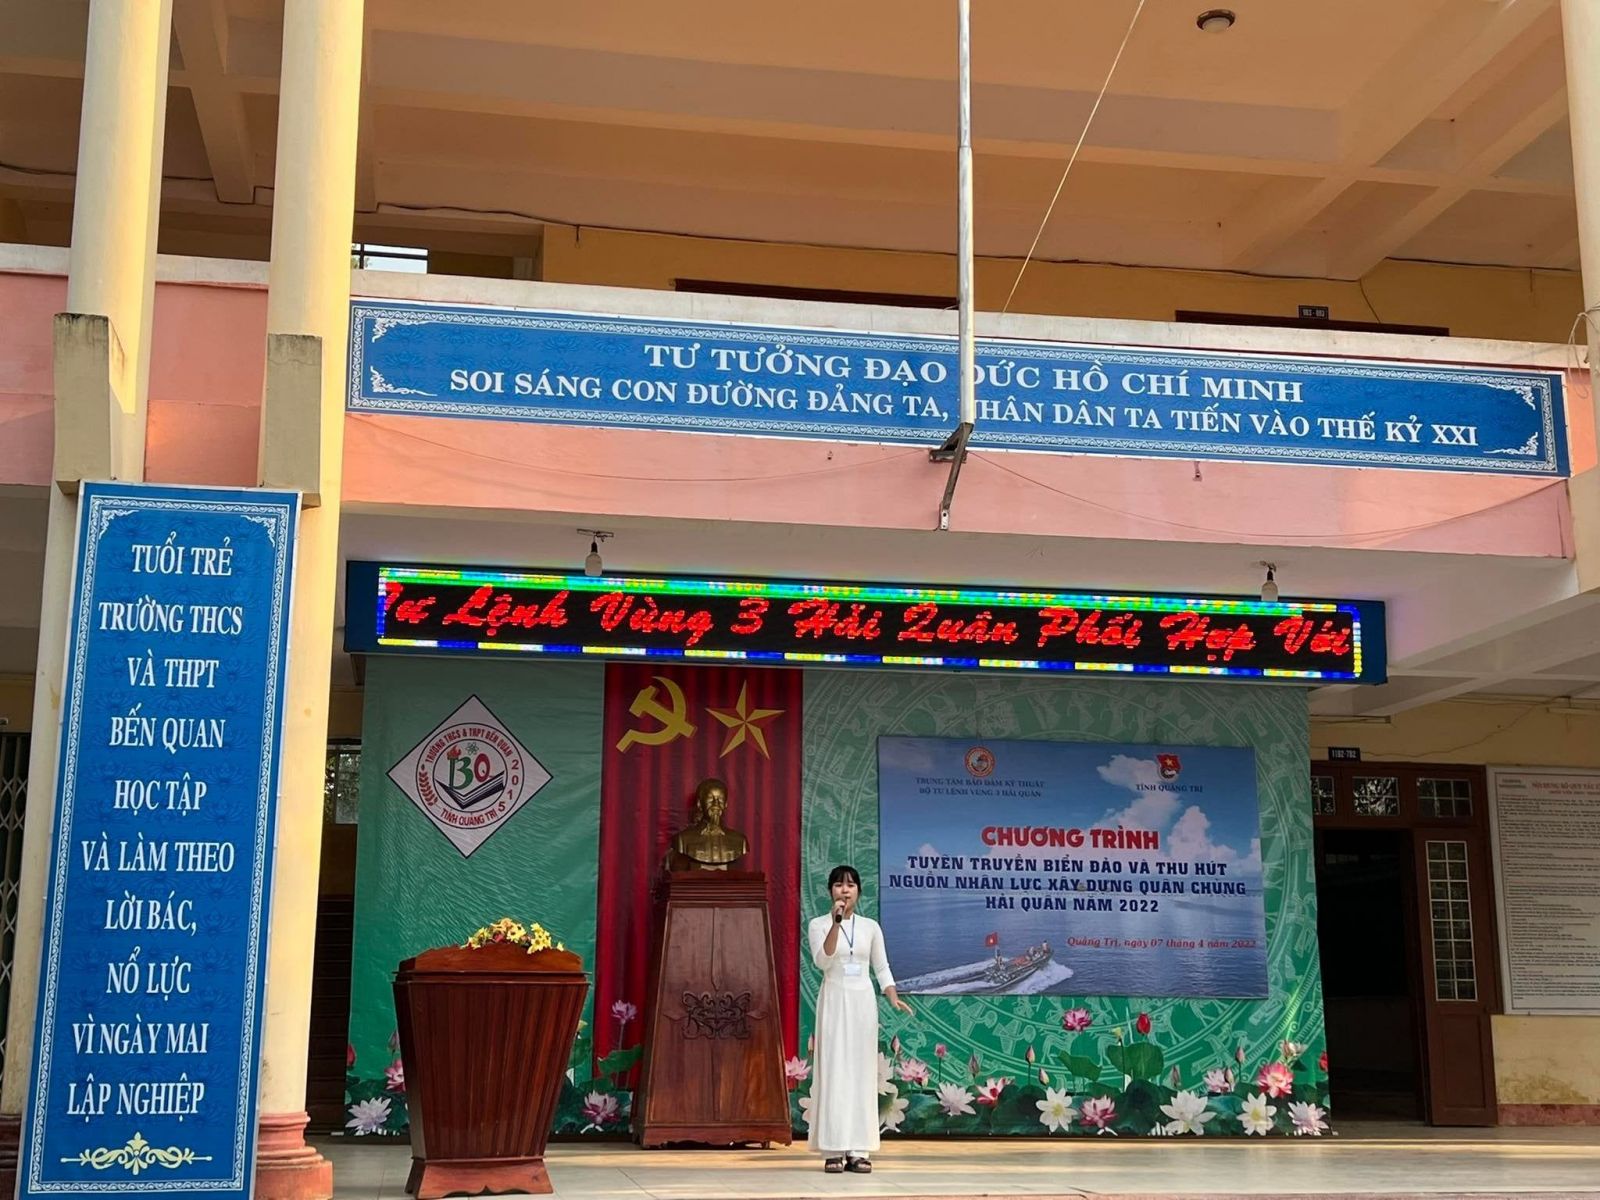 TƯ TƯỞNG ĐẠO ĐỨC HỒ CHÍ MINH
SOI SÁNG CON ĐƯỜNG ĐẢNG TA, NHÂN DÂN TA TIẾN VÀO THẾ KỶ XXI
TUỔI TRẺ
TRƯỜNG THCS
VÀ THPT
BẾN QUAN
HỌC TẬP
VÀ LÀM THEO
LỜI BÁC,
NỔ LỰC
VÌ NGÀY MAI
LẬP NGHIỆP
Tư Lệnh Vùng 3 Hải Quân Phối Hợp Với
TRƯỜNG THCS & THPT BẾN QUAN
BQ
2015
TỈNH QUẢNG TRỊ
TRUNG TÂM BẢO ĐẢM KỸ THUẬT
BỘ TƯ LỆNH VÙNG 3 HẢI QUÂN
TỈNH QUẢNG TRỊ
CHƯƠNG TRÌNH
TUYÊN TRUYỀN BIỂN ĐẢO VÀ THU HÚT
NGUỒN NHÂN LỰC XÂY DỰNG QUÂN CHỦNG
HẢI QUÂN NĂM 2022
Quảng Trị, ngày 07 tháng 4 năm 2022
11B2-7B2